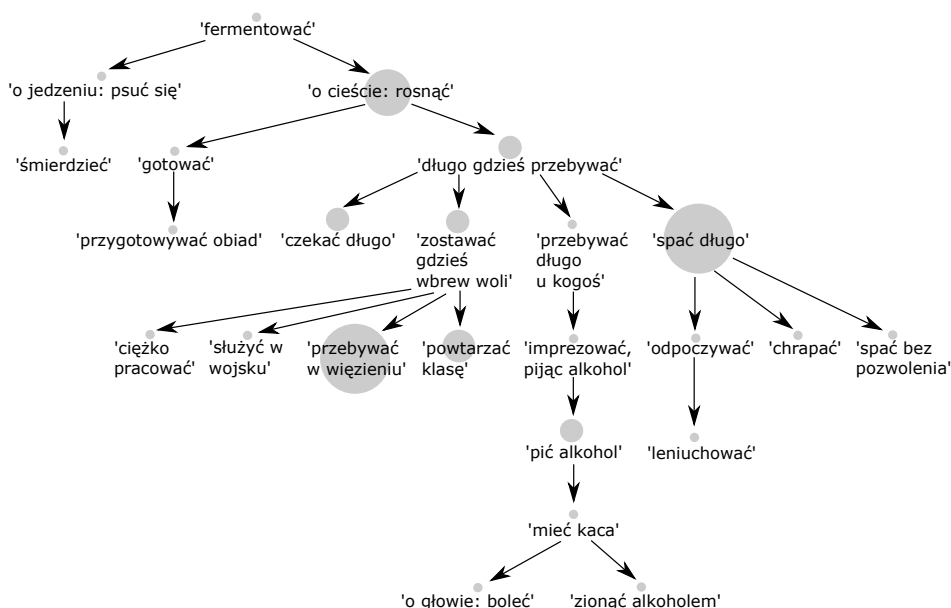 'fermentować'
'o jedzeniu: psuć się'
'o cieście: rosnąć'
'śmierdzieć'
'gotować'
'długo gdzieś przebywać'
'przygotowywać obiad'
'czekać długo'
'zostawać
gdzieś
wbrew woli'
'przebywać
długo
u kogoś'
'spać długo'
'ciężko
pracować'
'służyć w
wojsku'
'przebywać
w więzieniu'
'powtarzać
klasę'
'imprezować,
pijąc alkohol'
'odpoczywać'
'chrapać'
'spać bez
pozwolenia'
'pić alkohol'
'leniuchować'
'mieć kaca'
'o głowie: boleć'
'zionąć alkoholem'